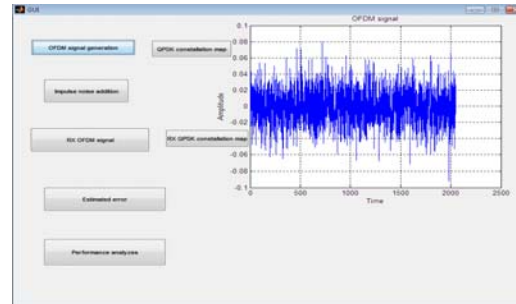 GUI
OFDM signal generation
QPSK constellation map
Impulse noise addition
RX OFDM signal
RX QPSK constellation map
Estimated error
Performance analyzes
OFDM signal
Amplitude
0.1
0.08
0.06
0.04
0.02
0
-0.02
-0.04
-0.06
-0.08
-0.1
0
500
1000
1500
2000
2500
Time